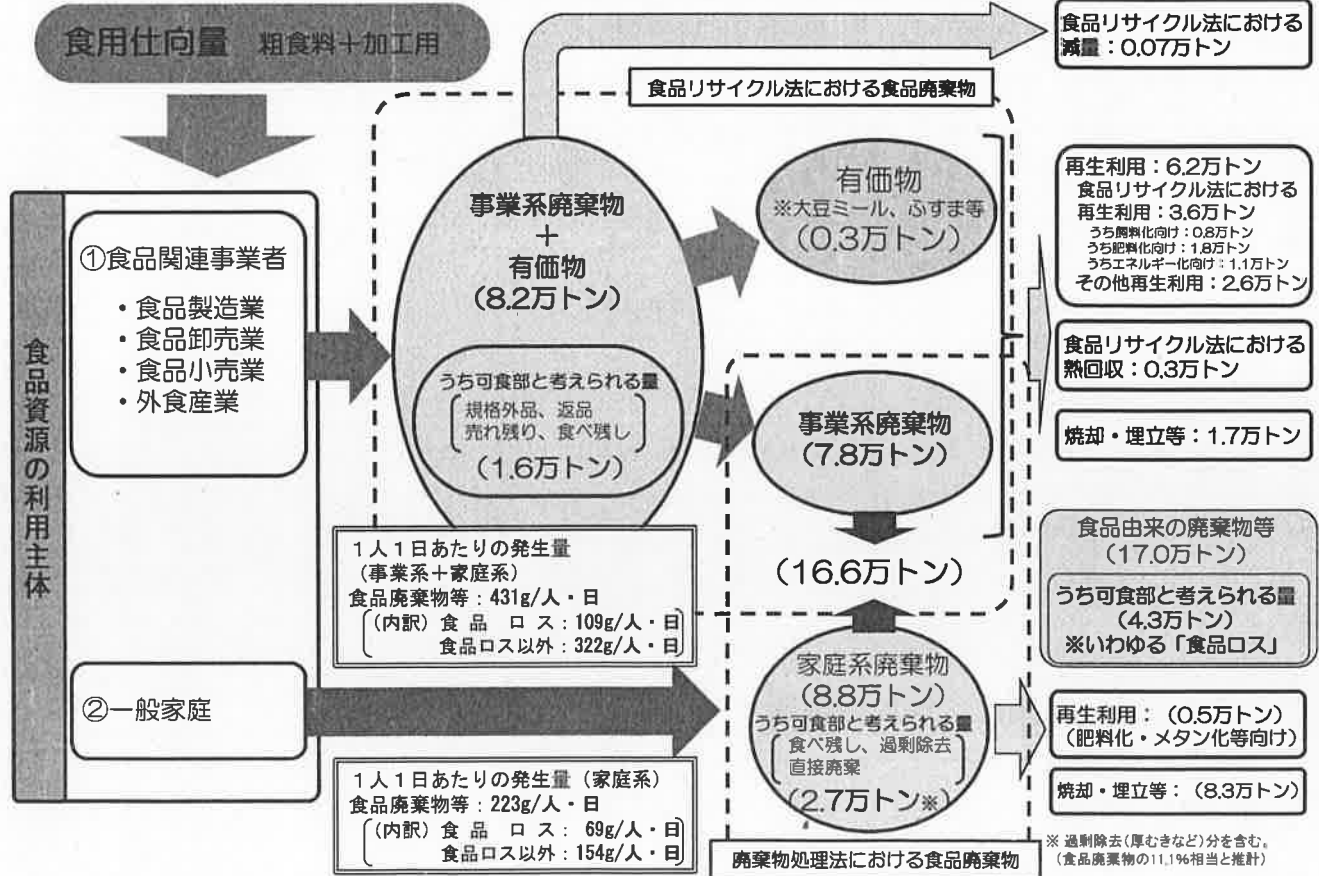 食用仕向量 粗食料＋加工用
食品リサイクル法における
減量：0.07万トン
食品リサイクル法における食品廃棄物
食品資源の利用主体
①食品関連事業者
・食品製造業
・食品卸売業
・食品小売業
・外食産業
②一般家庭
事業系廃棄物
＋
有価物
(8.2万トン)
うち可食部と考えられる量
規格外品、返品
売れ残り、食べ残し
(1.6万トン)
有価物
※大豆ミール、ふすま等
(0.3万トン)
事業系廃棄物
(7.8万トン)
(16.6万トン)
家庭系廃棄物
(8.8万トン)
うち可食部と考えられる量
食べ残し、過剰除去
直接廃棄
(2.7万トン※)
廃棄物処理法における食品廃棄物
1人1日あたりの発生量
(事業系＋家庭系)
食品廃棄物等：431g/人・日
(内訳) 食品ロス：109g/人・日
食品ロス以外：322g/人・日
1人1日あたりの発生量（家庭系）
食品廃棄物等：223g/人・日
(内訳) 食品ロス：69g/人・日
食品ロス以外：154g/人・日
再生利用：6.2万トン
食品リサイクル法における
再生利用：3.6万トン
うち飼料化向け：0.8万トン
うち肥料化向け：1.8万トン
うちエネルギー化向け：1.1万トン
その他再生利用：2.6万トン
食品リサイクル法における
熱回収：0.3万トン
焼却・埋立等：1.7万トン
食品由来の廃棄物等
(17.0万トン)
うち可食部と考えられる量
(4.3万トン)
※いわゆる「食品ロス」
再生利用：（0.5万トン）
（肥料化・メタン化等向け）
焼却・埋立等：（8.3万トン）
※ 過剰除去(厚むきなど)分を含む。
（食品廃棄物の11.1%相当と推計）